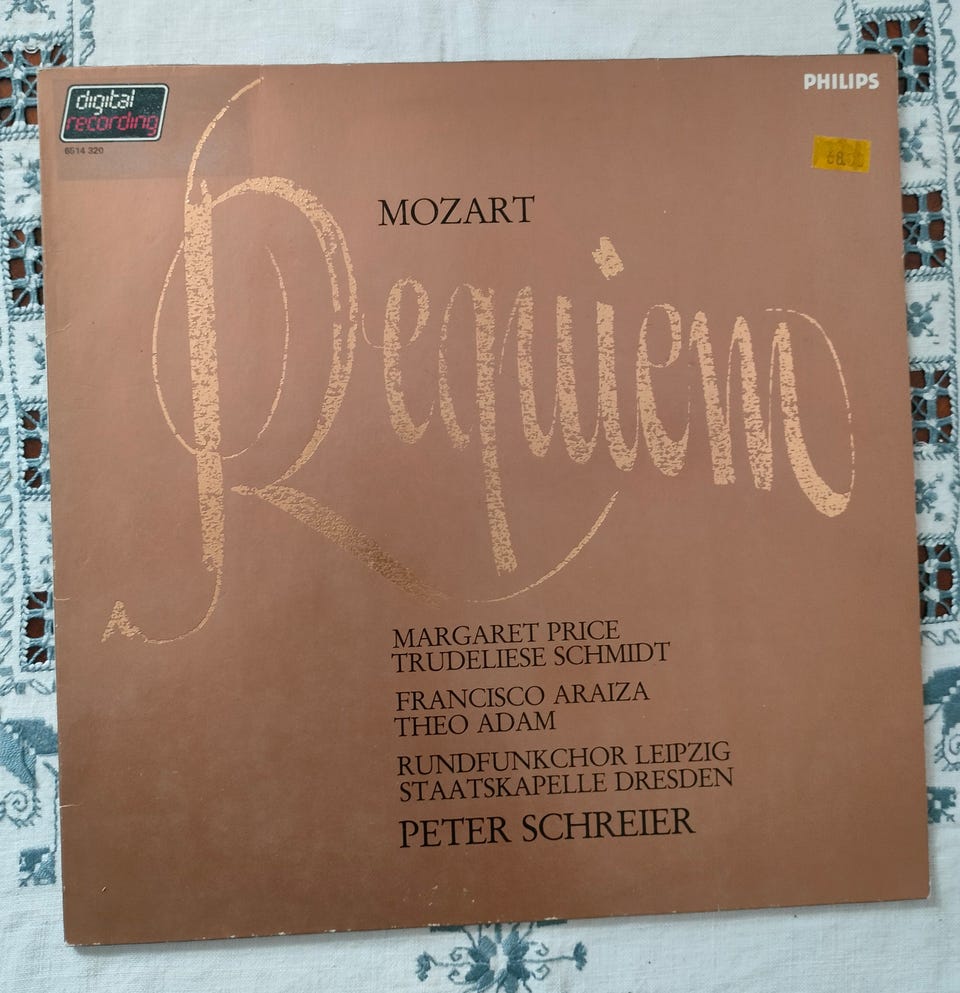 digital
recording
6514 320
PHILIPS
MOZART
Requiem
MARGARET PRICE
TRUDELIESE SCHMIDT
FRANCISCO ARAIZA
THEO ADAM
RUNDFUNKCHOR LEIPZIG
STAATSKAPELLE DRESDEN
PETER SCHREIER